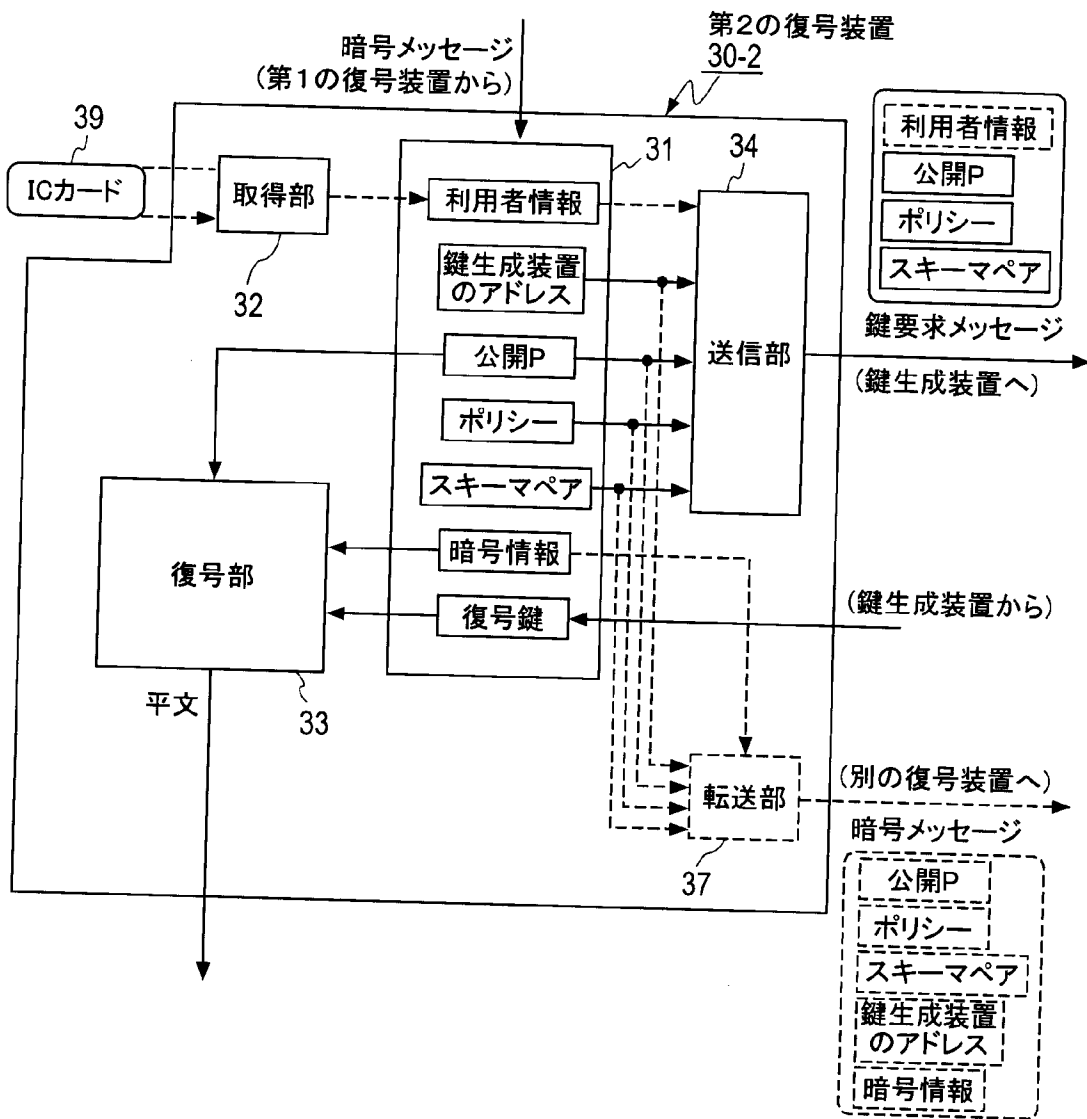 第2の復号装置
30-2
暗号メッセージ
(第1の復号装置から)
39
ICカード
取得部
32
31
利用者情報
鍵生成装置
のアドレス
公開P
ポリシー
スキーマペア
暗号情報
復号鍵
34
送信部
利用者情報
公開P
ポリシー
スキーマペア
鍵要求メッセージ
(鍵生成装置へ)
復号部
33
平文
(鍵生成装置から)
転送部
37
(別の復号装置へ)
暗号メッセージ
公開P
ポリシー
スキーマペア
鍵生成装置
のアドレス
暗号情報